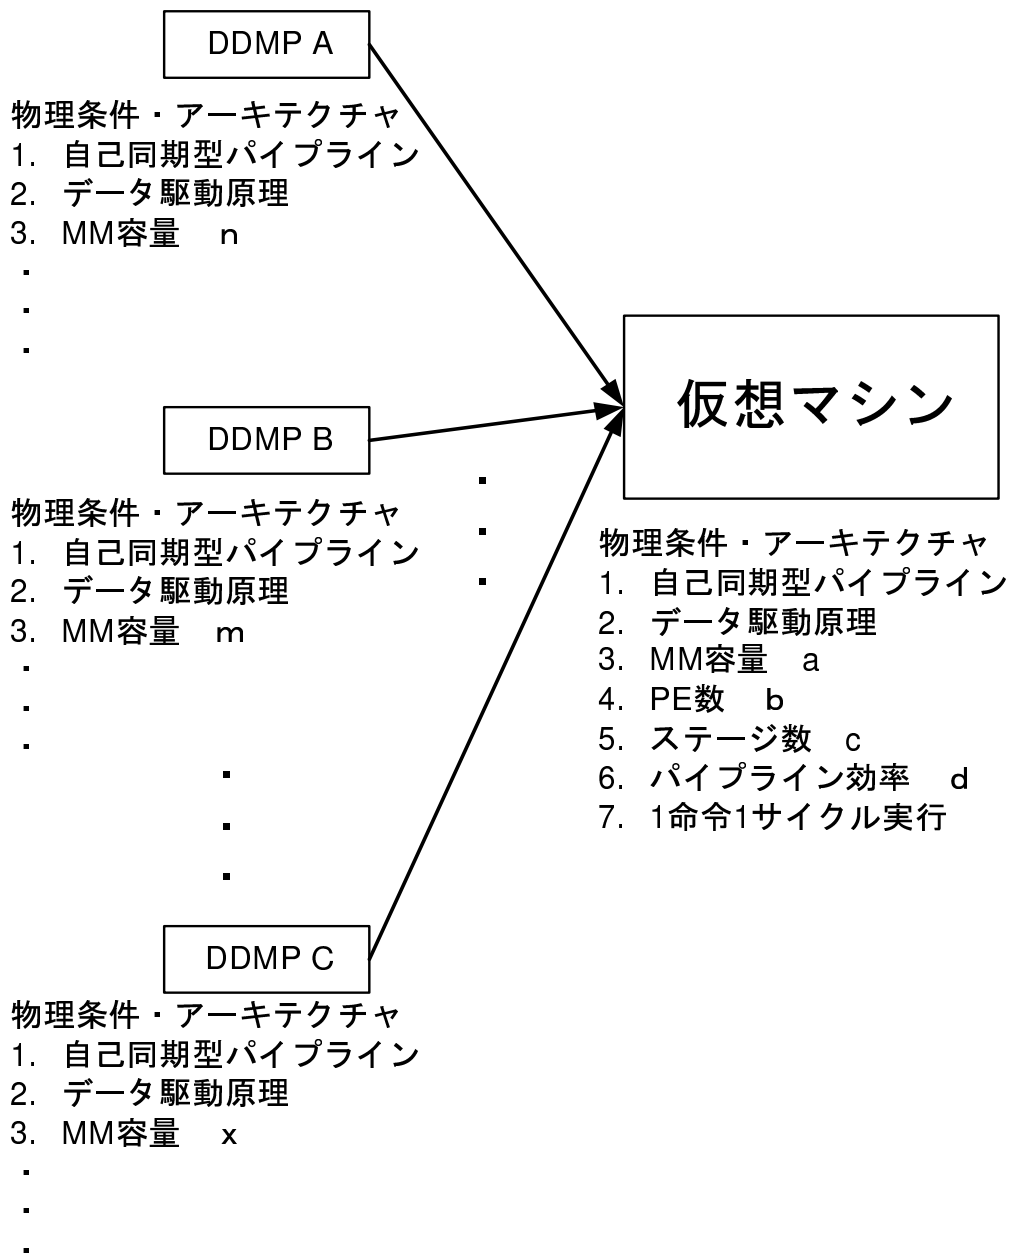 DDMP A
物理条件・アーキテクチャ
1. 自己同期型パイプライン
2. データ駆動原理
3. MM容量 n
・
・
・
DDMP B
物理条件・アーキテクチャ
1. 自己同期型パイプライン
2. データ駆動原理
3. MM容量 m
・
・
・
・
・
・
DDMP C
物理条件・アーキテクチャ
1. 自己同期型パイプライン
2. データ駆動原理
3. MM容量 x
・
・
・
・
・
・
仮想マシン
物理条件・アーキテクチャ
1. 自己同期型パイプライン
2. データ駆動原理
3. MM容量 a
4. PE数 b
5. ステージ数 c
6. パイプライン効率 d
7. 1命令1サイクル実行